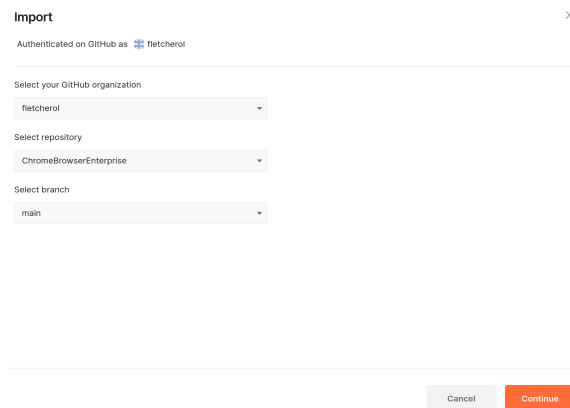 Import
Authenticated on GitHub as fletcherol
Select your GitHub organization
fletcherol
Select repository
ChromeBrowserEnterprise
Select branch
main
Cancel
Continue